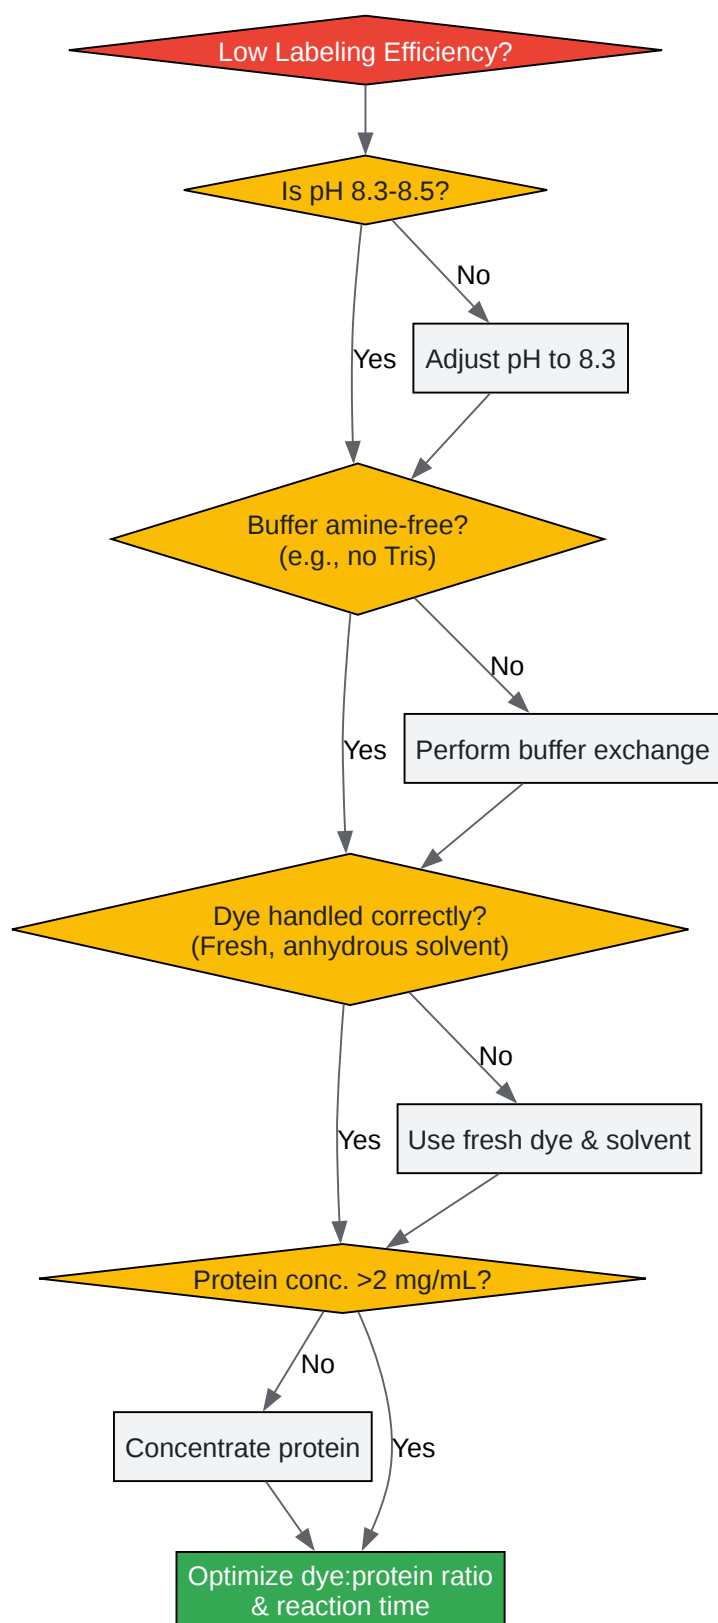 Low Labeling Efficiency?
Is pH 8.3-8.5?
No
Yes
Adjust pH to 8.3
Buffer amine-free?
(e.g., no Tris)
No
Yes
Perform buffer exchange
Dye handled correctly?
(Fresh, anhydrous solvent)
No
Yes
Use fresh dye & solvent
Protein conc. >2 mg/mL?
No
Concentrate protein
Yes
Optimize dye:protein ratio
& reaction time